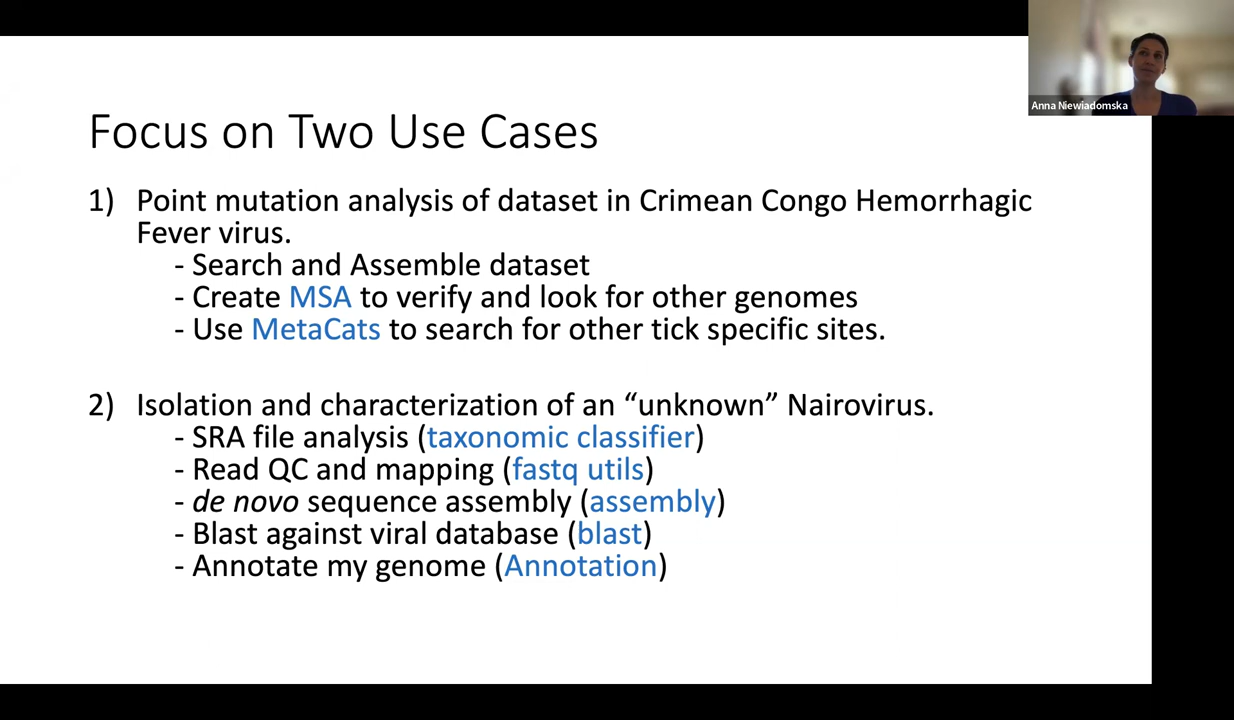 Anna Niewiadomska
Focus on Two Use Cases
1) Point mutation analysis of dataset in Crimean Congo Hemorrhagic
Fever virus.
- Search and Assemble dataset
- Create MSA to verify and look for other genomes
- Use MetaCats to search for other tick specific sites.
2) Isolation and characterization of an “unknown” Nairovirus.
- SRA file analysis (taxonomic classifier)
- Read QC and mapping (fastq utils)
- de novo sequence assembly (assembly)
- Blast against viral database (blast)
- Annotate my genome (Annotation)